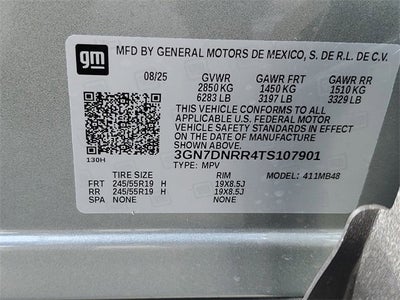 gm MFD BY GENERAL MOTORS DE MEXICO, S. DE R.L. DE C.V.
08/25 GVWR GAWR FRT GAWR RR
2850 KG 1450 KG 1510 KG
6283 LB 3197 LB 3329 LB
THIS VEHICLE CONFORMS TO ALL
APPLICABLE U.S. FEDERAL MOTOR
VEHICLE SAFETY AND THEFT
PREVENTION STANDARDS IN EFFECT
ON THE DATE OF MANUFACTURE
SHOWN ABOVE.
3GN7DNRR4TS107901
130H TYPE: MPV MODEL: 411MB48
TIRE SIZE RIM
FRT 245/55R19 H 19X8.5J
RR 245/55R19 H 19X8.5J
SPA NONE NONE